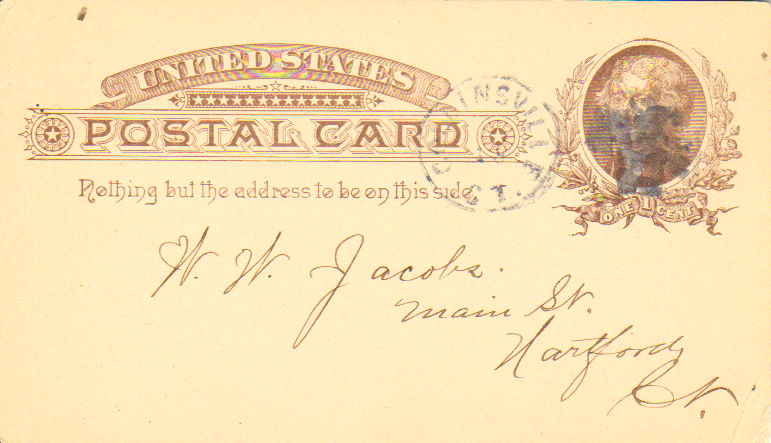 UNITED STATES
POSTAL CARD
Nothing but the address to be on this side.
ONE 1 CENT
W. W. Jacobs.
Main St.
Hartford,
Ct.